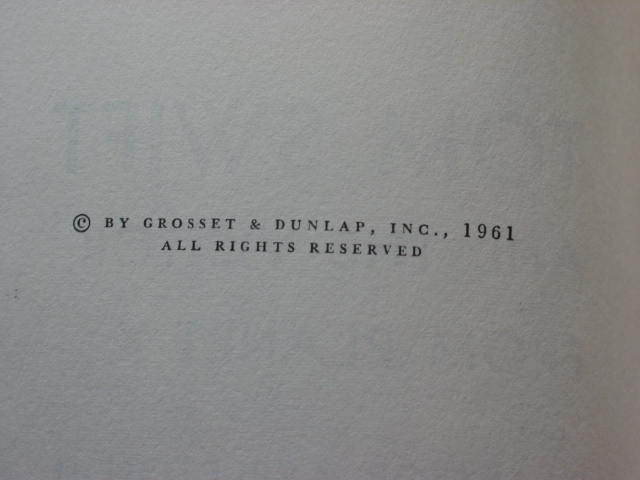 © BY GROSSET & DUNLAP, INC., 1961
ALL RIGHTS RESERVED